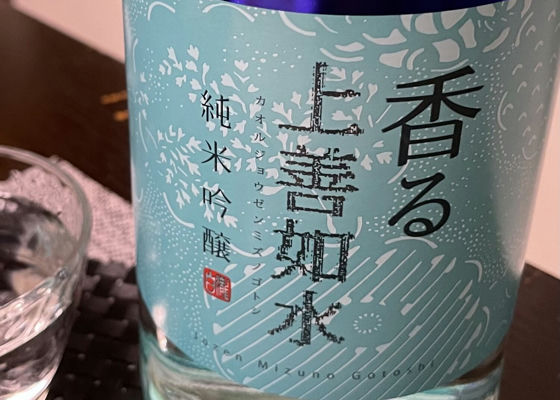 香る
上善如水
カオルジョウゼンミズノゴトシ
純米吟醸
Jozen Mizuno Gotoshi